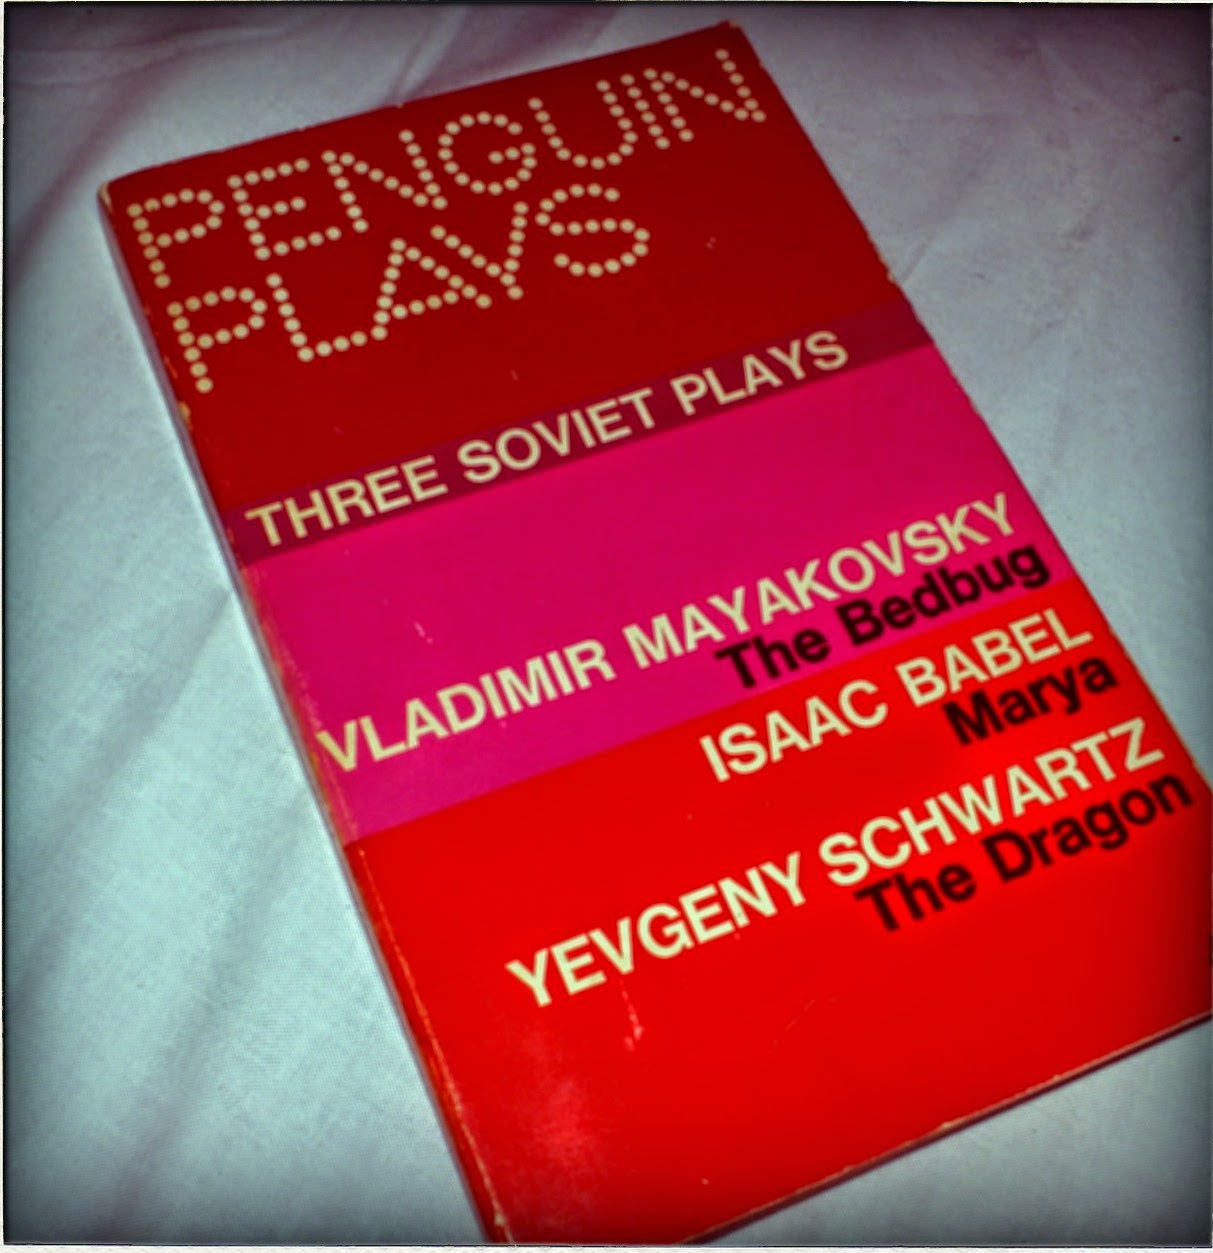 PENGUIN
PLAYS
THREE SOVIET PLAYS
VLADIMIR MAYAKOVSKY
The Bedbug
ISAAC BABEL
Marya
YEVGENY SCHWARTZ
The Dragon